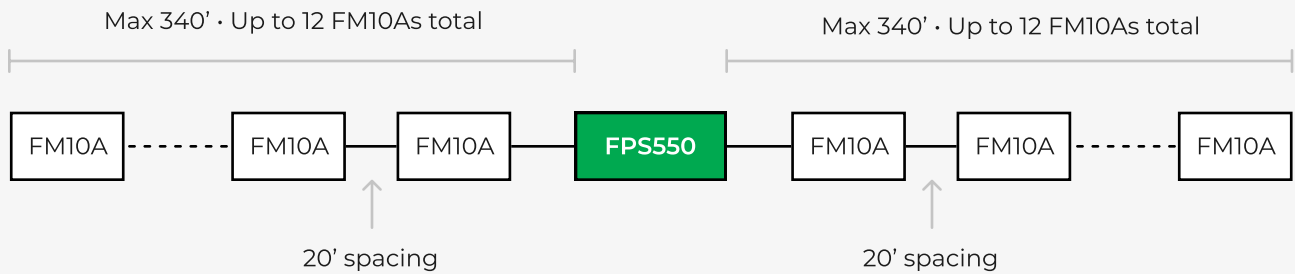 Max 340’ • Up to 12 FM10As total
Max 340’ • Up to 12 FM10As total
FM10A
FM10A
FM10A
FPS550
FM10A
FM10A
FM10A
20’ spacing
20’ spacing